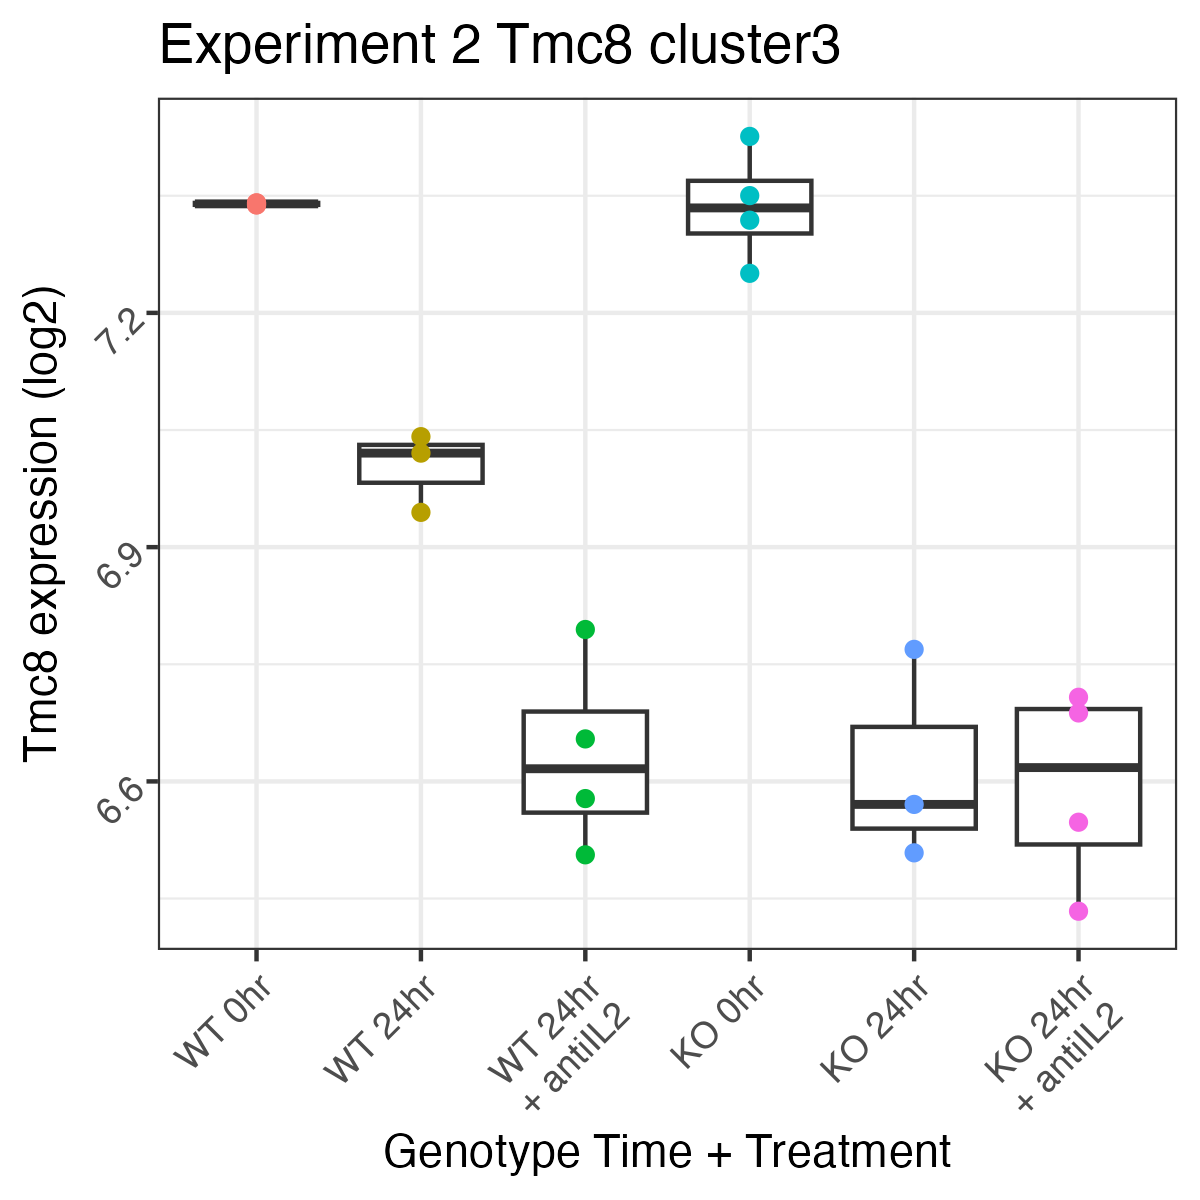 Experiment 2 Tmc8 cluster3
Tmc8 expression (log2)
7.2
6.9
6.6
WT 0hr
WT 24hr
WT 24hr
+ antiIL2
KO 0hr
KO 24hr
KO 24hr
+ antiIL2
Genotype Time + Treatment